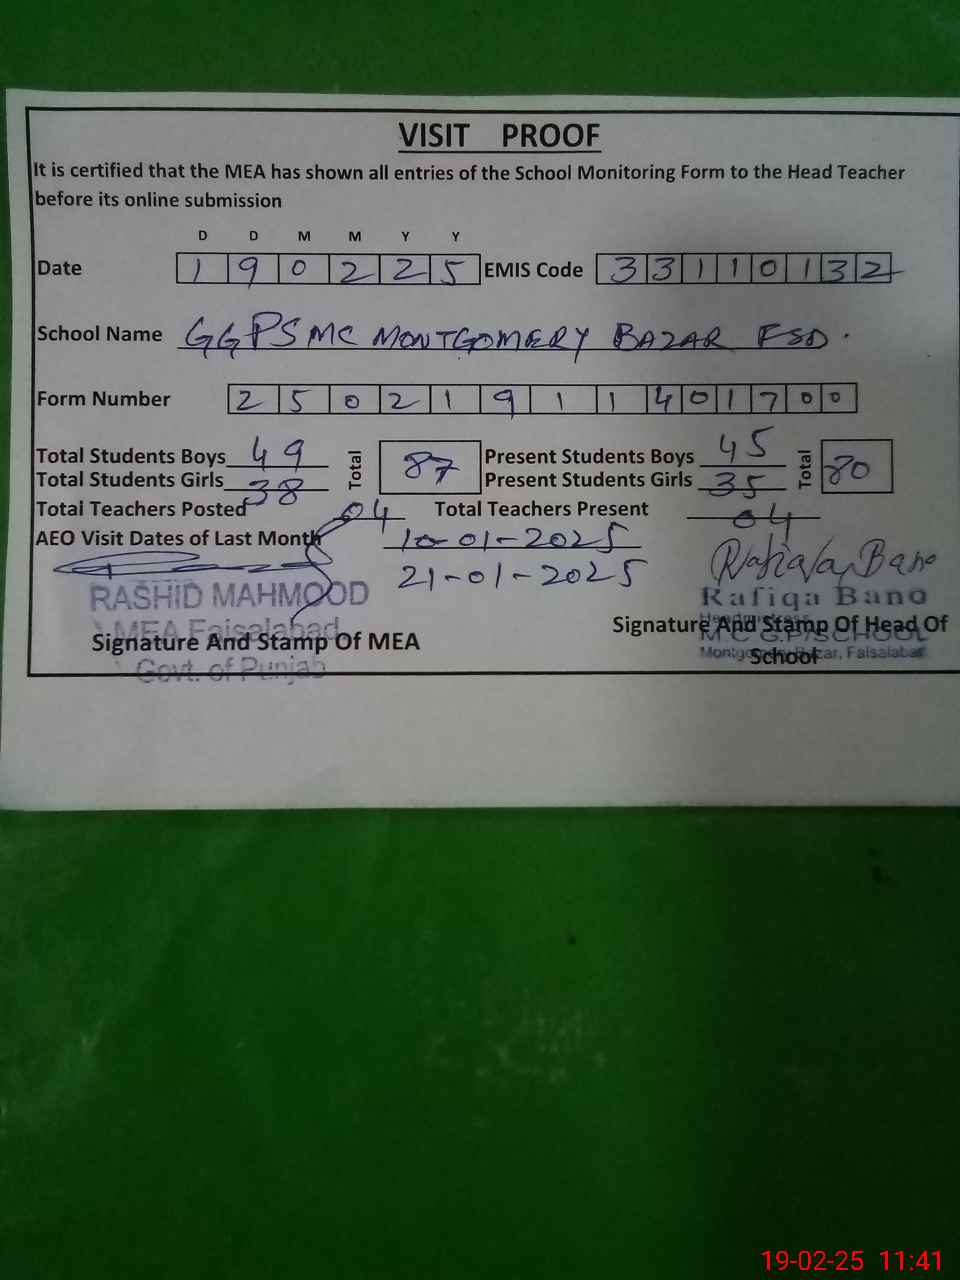 VISIT PROOF
It is certified that the MEA has shown all entries of the School Monitoring Form to the Head Teacher
before its online submission
D D M M Y Y
Date 1 9 0 2 2 5 EMIS Code 3 3 1 1 0 1 3 2
School Name GGPS MC MONTGOMERY BAZAR FSD.
Form Number 2 5 0 2 1 9 1 1 4 0 1 7 0 0
Total Students Boys 49 Total 87 Present Students Boys 45 Total 80
Total Students Girls 38 Present Students Girls 35
Total Teachers Posted 04 Total Teachers Present 04
AEO Visit Dates of Last Month 10-01-2025
21-01-2025
Rafiqa Bano
RASHID MAHMOOD
MEA Faisalabad
Signature And Stamp Of MEA
Govt. of Punjab
Rafiqa Bano
Headmistress
Signature And Stamp Of Head Of
School
M C G.P/SCHOOL
Montgomery Bazar, Faisalabad
19-02-25 11:41